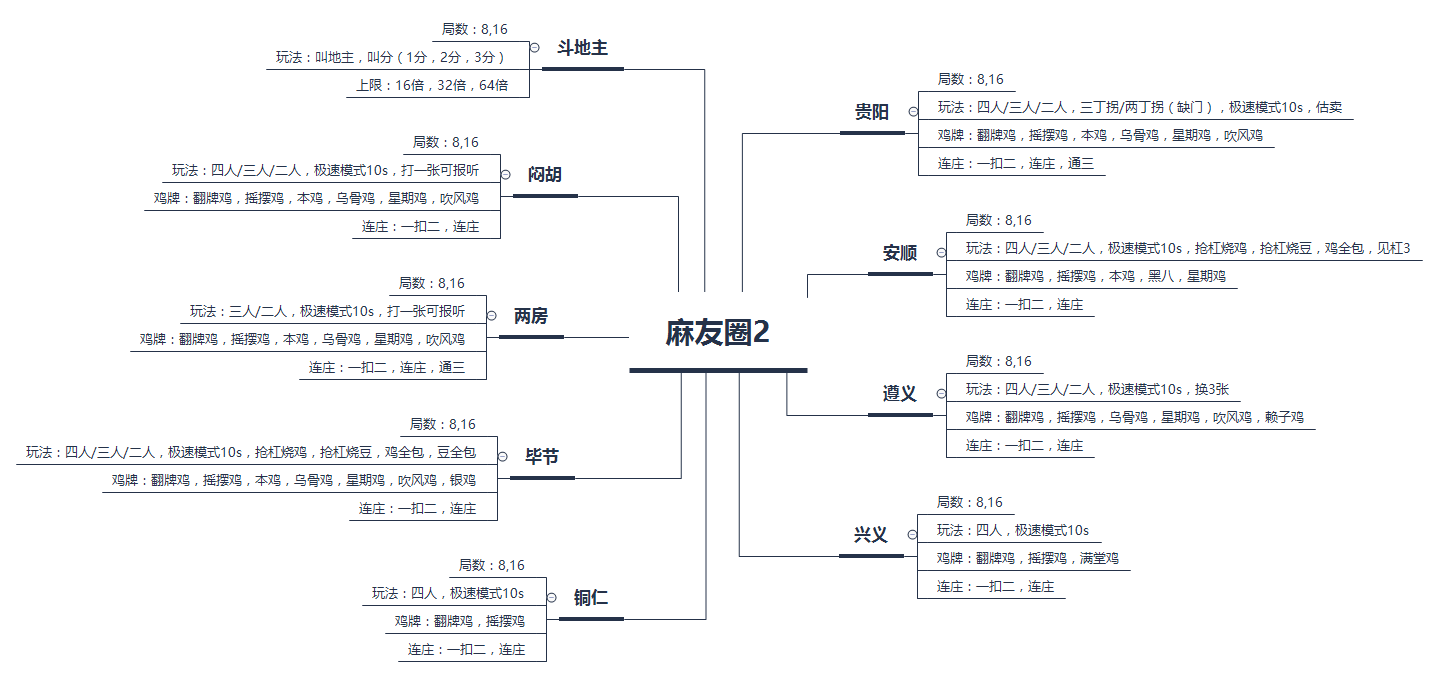 麻友圈2
斗地主
局数：8,16
玩法：叫地主，叫分（1分，2分，3分）
上限：16倍，32倍，64倍
闷胡
局数：8,16
玩法：四人/三人/二人，极速模式10s，打一张可报听
鸡牌：翻牌鸡，摇摆鸡，本鸡，乌骨鸡，星期鸡，吹风鸡
连庄：一扣二，连庄
两房
局数：8,16
玩法：三人/二人，极速模式10s，打一张可报听
鸡牌：翻牌鸡，摇摆鸡，本鸡，乌骨鸡，星期鸡，吹风鸡
连庄：一扣二，连庄，通三
毕节
局数：8,16
玩法：四人/三人/二人，极速模式10s，抢杠烧鸡，抢杠烧豆，鸡全包，豆全包
鸡牌：翻牌鸡，摇摆鸡，本鸡，乌骨鸡，星期鸡，吹风鸡，银鸡
连庄：一扣二，连庄
铜仁
局数：8,16
玩法：四人，极速模式10s
鸡牌：翻牌鸡，摇摆鸡
连庄：一扣二，连庄
贵阳
局数：8,16
玩法：四人/三人/二人，三丁拐/两丁拐（缺门），极速模式10s，估卖
鸡牌：翻牌鸡，摇摆鸡，本鸡，乌骨鸡，星期鸡，吹风鸡
连庄：一扣二，连庄，通三
安顺
局数：8,16
玩法：四人/三人/二人，极速模式10s，抢杠烧鸡，抢杠烧豆，鸡全包，见杠3
鸡牌：翻牌鸡，摇摆鸡，本鸡，黑八，星期鸡
连庄：一扣二，连庄
遵义
局数：8,16
玩法：四人/三人/二人，极速模式10s，换3张
鸡牌：翻牌鸡，摇摆鸡，乌骨鸡，星期鸡，吹风鸡，赖子鸡
连庄：一扣二，连庄
兴义
局数：8,16
玩法：四人，极速模式10s
鸡牌：翻牌鸡，摇摆鸡，满堂鸡
连庄：一扣二，连庄